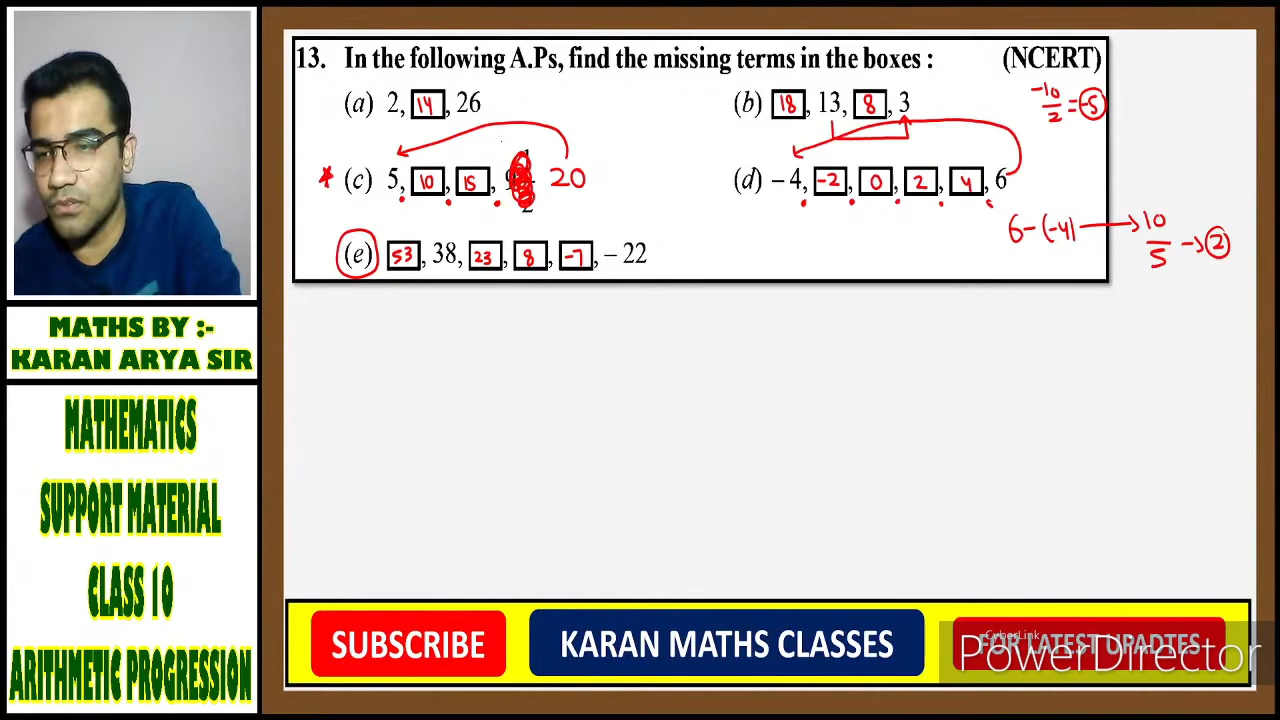 13. In the following A.Ps, find the missing terms in the boxes : (NCERT)
(a) 2, 14, 26
(b) 18, 13, 8, 3
-10/2 = -5
* (c) 5, 10, 15, 20
(d) – 4, -2, 0, 2, 4, 6
6-(-4) → 10/5 → 2
(e) 53, 38, 23, 8, -7, – 22
MATHS BY :-
KARAN ARYA SIR
MATHEMATICS
SUPPORT MATERIAL
CLASS 10
ARITHMETIC PROGRESSION
SUBSCRIBE
KARAN MATHS CLASSES
FOR LATEST UPADTES
CyberLink
PowerDirector